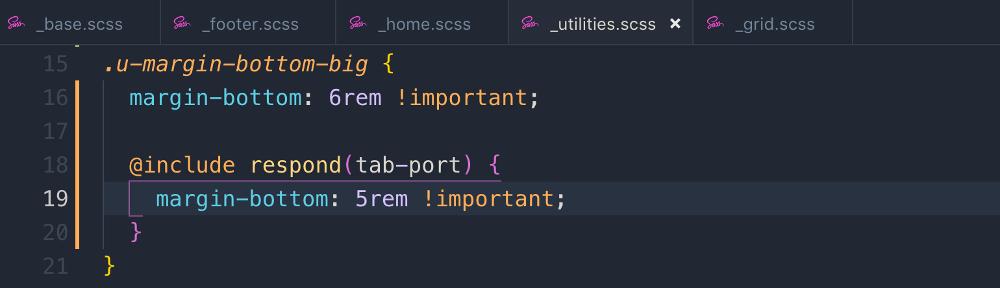 _base.scss _footer.scss _home.scss _utilities.scss × _grid.scss
15 .u-margin-bottom-big {
16 margin-bottom: 6rem !important;
17
18 @include respond(tab-port) {
19 margin-bottom: 5rem !important;
20 }
21 }